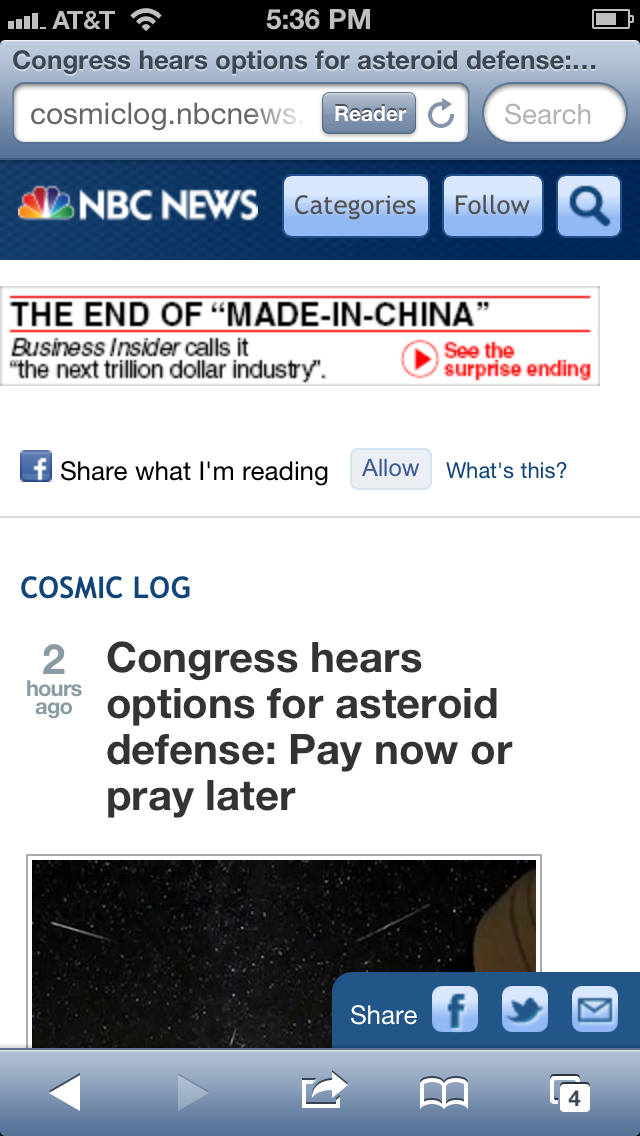 AT&T 5:36 PM
Congress hears options for asteroid defense:...
cosmiclog.nbcnews. Reader Search
NBC NEWS Categories Follow
THE END OF “MADE-IN-CHINA”
Business Insider calls it
“the next trillion dollar industry”.
See the
surprise ending
f Share what I'm reading Allow What's this?
COSMIC LOG
2
hours
ago
Congress hears
options for asteroid
defense: Pay now or
pray later
Share f
4